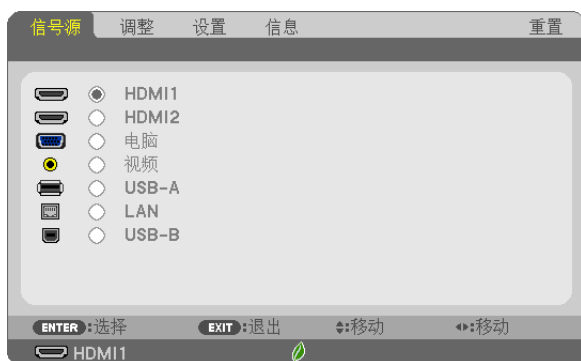 信号源 调整 设置 信息 重置
HDMI1
HDMI2
电脑
视频
USB-A
LAN
USB-B
ENTER:选择 EXIT:退出 :移动 :移动
HDMI1